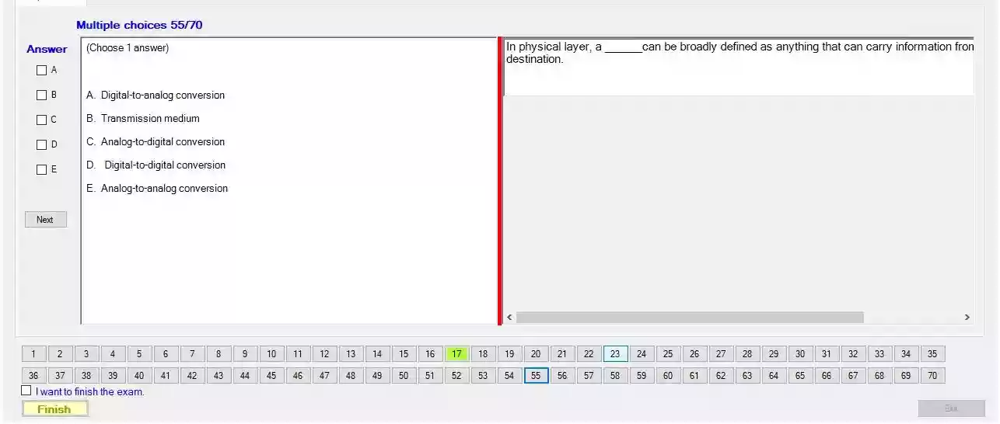 Multiple choices 55/70
Answer
A
B
C
D
E
Next
(Choose 1 answer)
A. Digital-to-analog conversion
B. Transmission medium
C. Analog-to-digital conversion
D. Digital-to-digital conversion
E. Analog-to-analog conversion
In physical layer, a ______can be broadly defined as anything that can carry information
destination.
1 2 3 4 5 6 7 8 9 10 11 12 13 14 15 16 17 18 19 20 21 22 23 24 25 26 27 28 29 30 31 32 33 34 35
36 37 38 39 40 41 42 43 44 45 46 47 48 49 50 51 52 53 54 55 56 57 58 59 60 61 62 63 64 65 66 67 68 69 70
I want to finish the exam.
Finish
Exit